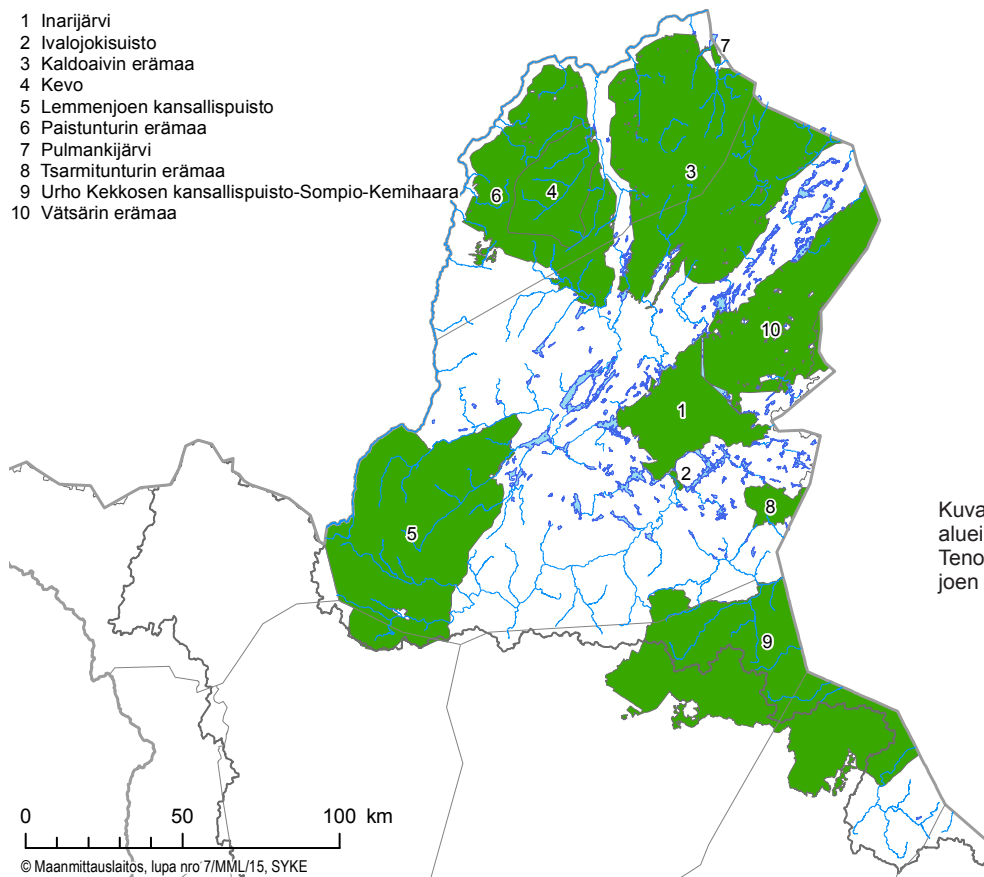 1 Inarijärvi
2 Ivalojokisuisto
3 Kaldoaivin erämaa
4 Kevo
5 Lemmenjoen kansallispuisto
6 Paistunturin erämaa
7 Pulmankijärvi
8 Tsarmitunturin erämaa
9 Urho Kekkosen kansallispuisto-Sompio-Kemihaara
10 Vätsärin erämaa
7
3
6
4
10
1
2
8
5
9
Kuva
aluei
Teno
joen
0 50 100 km
© Maanmittauslaitos, lupa nro 7/MML/15, SYKE